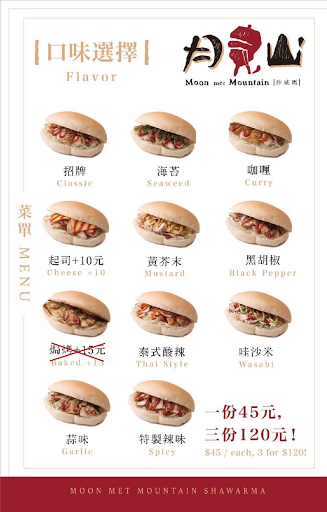 口味選擇
Flavor
月見山
Moon met Mountain 沙威瑪
招牌
Classic
海苔
Seaweed
咖喱
Curry
菜單 MENU
起司+10元
Cheese +10
黃芥末
Mustard
黑胡椒
Black Pepper
焗烤+15元
Baked +15
泰式酸辣
Thai Style
哇沙米
Wasabi
蒜味
Garlic
特製辣味
Spicy
一份45元,
三份120元!
$45 / each, 3 for $120!
MOON MET MOUNTAIN SHAWARMA